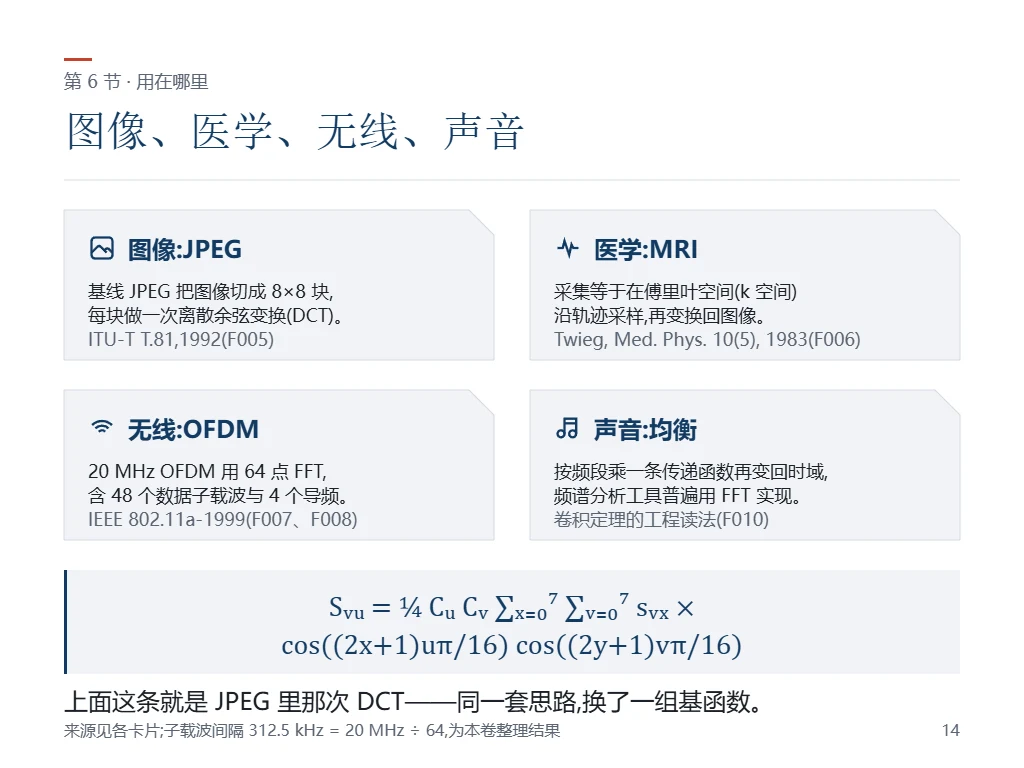 第 6 节 · 用在哪里
图像、医学、无线、声音
图像:JPEG
基线 JPEG 把图像切成 8×8 块,
每块做一次离散余弦变换(DCT)。
ITU-T T.81,1992(F005)
医学:MRI
采集等于在傅里叶空间(k 空间)
沿轨迹采样,再变换回图像。
Twieg, Med. Phys. 10(5), 1983(F006)
无线:OFDM
20 MHz OFDM 用 64 点 FFT,
含 48 个数据子载波与 4 个导频。
IEEE 802.11a-1999(F007、F008)
声音:均衡
按频段乘一条传递函数再变回时域,
频谱分析工具普遍用 FFT 实现。
卷积定理的工程读法(F010)
Sᵥᵤ = ¼ Cᵤ Cᵥ ∑ₓ₌₀⁷ ∑ᵥ₌₀⁷ sᵥₓ ×
cos((2x+1)uπ/16) cos((2y+1)vπ/16)
上面这条就是 JPEG 里那次 DCT——同一套思路,换了一组基函数。
来源见各卡片;子载波间隔 312.5 kHz = 20 MHz ÷ 64,为本卷整理结果
14